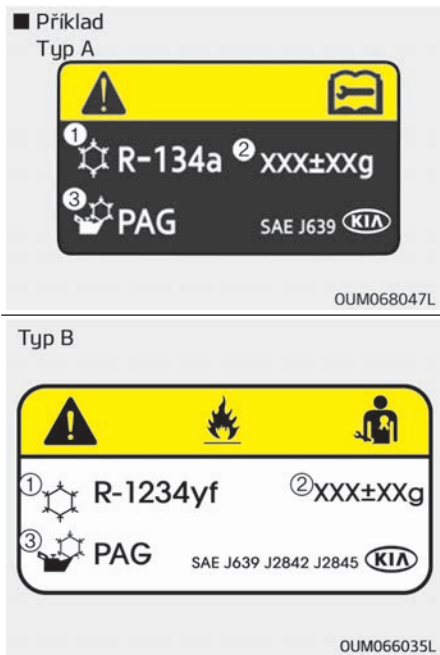 ■ Příklad
Typ A
① R-134a ② xxx±xxg
③ PAG SAE J639 KIA
OUM068047L
Typ B
① R-1234yf ② XXX±XXg
③ PAG SAE J639 J2842 J2845 KIA
OUM066035L